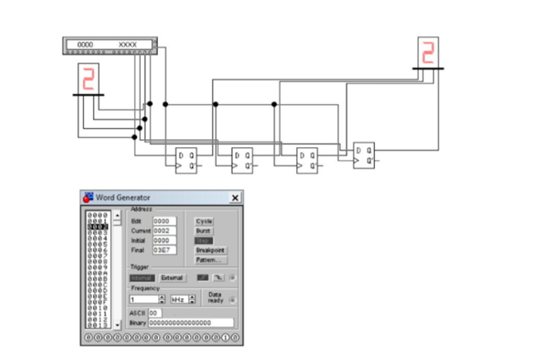 0000 XXXX
2
2
D Q
Q'
D Q
Q'
D Q
Q'
D Q
Q'
Word Generator
Address
Edit 0000
Current 0002
Initial 0000
Final 03E7
Cycle
Burst
Step
Breakpoint
Pattern...
0000
0001
0002
0003
0004
0005
0006
0007
0008
0009
000A
000B
000C
000D
000E
000F
0010
0011
0012
0013
Trigger
Internal External
Frequency
1 kHz
Data
ready
ASCII 00
Binary 0000000000000000